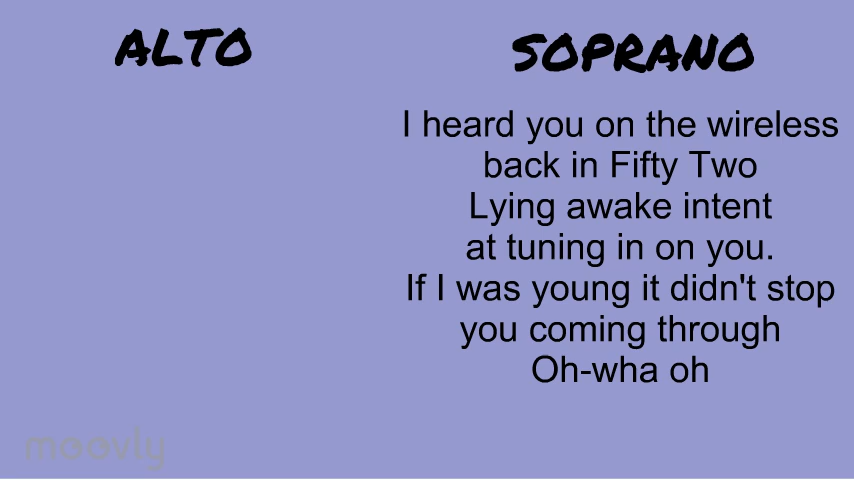 ALTO
SOPRANO
I heard you on the wireless
back in Fifty Two
Lying awake intent
at tuning in on you.
If I was young it didn't stop
you coming through
Oh-wha oh
moovly